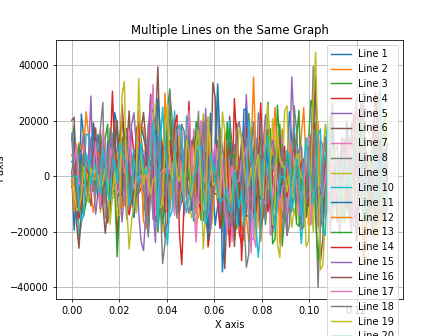 Multiple Lines on the Same Graph
40000
20000
0
−20000
−40000
axis
0.00
0.02
0.04
0.06
0.08
0.10
X axis
Line 1
Line 2
Line 3
Line 4
Line 5
Line 6
Line 7
Line 8
Line 9
Line 10
Line 11
Line 12
Line 13
Line 14
Line 15
Line 16
Line 17
Line 18
Line 19
Line 20